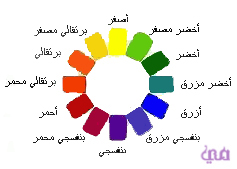 أصفر
برتقالي مصفر
أخضر مصفر
برتقالي
أخضر
برتقالي محمر
أخضر مزرق
أحمر
أزرق
بنفسجي محمر
بنفسجي مزرق
بنفسجي